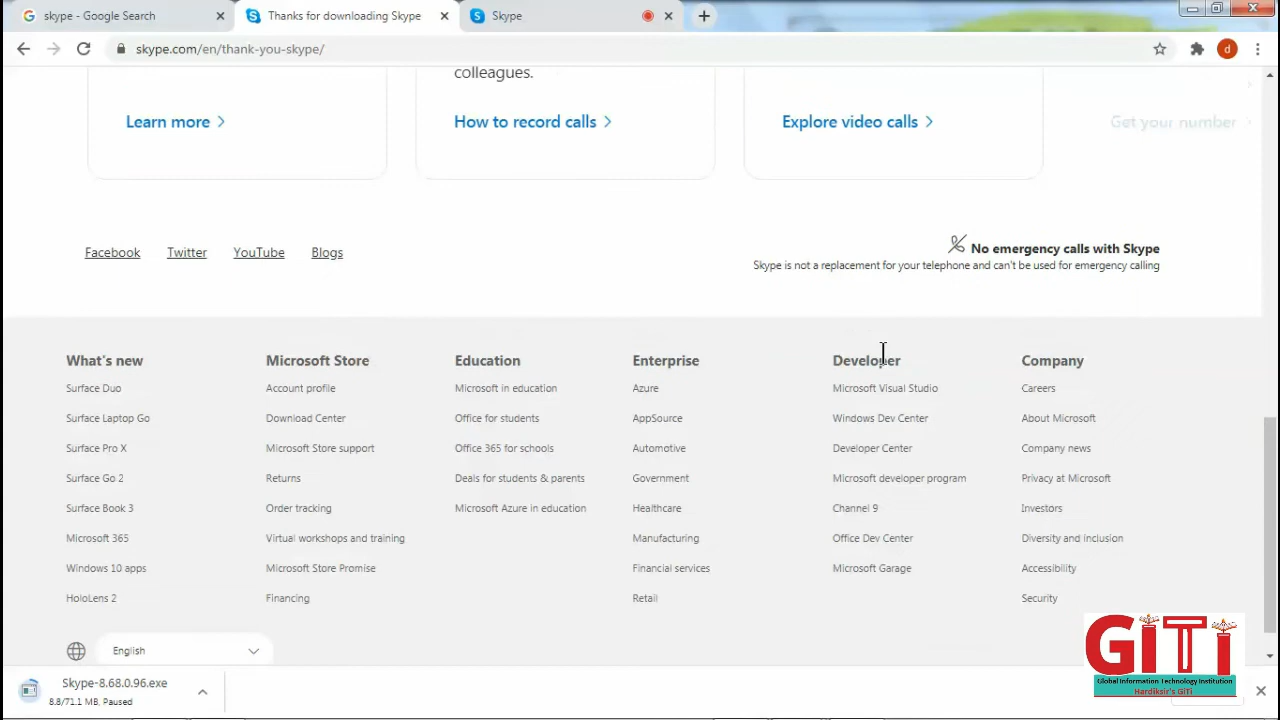 skype - Google Search
Thanks for downloading Skype
Skype
skype.com/en/thank-you-skype/
d
colleagues.
Learn more
How to record calls
Explore video calls
Get your number
Facebook Twitter YouTube Blogs
No emergency calls with Skype
Skype is not a replacement for your telephone and can't be used for emergency calling
What's new
Surface Duo
Surface Laptop Go
Surface Pro X
Surface Go 2
Surface Book 3
Microsoft 365
Windows 10 apps
HoloLens 2
Microsoft Store
Account profile
Download Center
Microsoft Store support
Returns
Order tracking
Virtual workshops and training
Microsoft Store Promise
Financing
Education
Microsoft in education
Office for students
Office 365 for schools
Deals for students & parents
Microsoft Azure in education
Enterprise
Azure
AppSource
Automotive
Government
Healthcare
Manufacturing
Financial services
Retail
Developer
Microsoft Visual Studio
Windows Dev Center
Developer Center
Microsoft developer program
Channel 9
Office Dev Center
Microsoft Garage
Company
Careers
About Microsoft
Company news
Privacy at Microsoft
Investors
Diversity and inclusion
Accessibility
Security
English
GiTi
Global Information Technology Institution
Hardiksir's GiTi
Skype-8.68.0.96.exe
8.8/71.1 MB, Paused